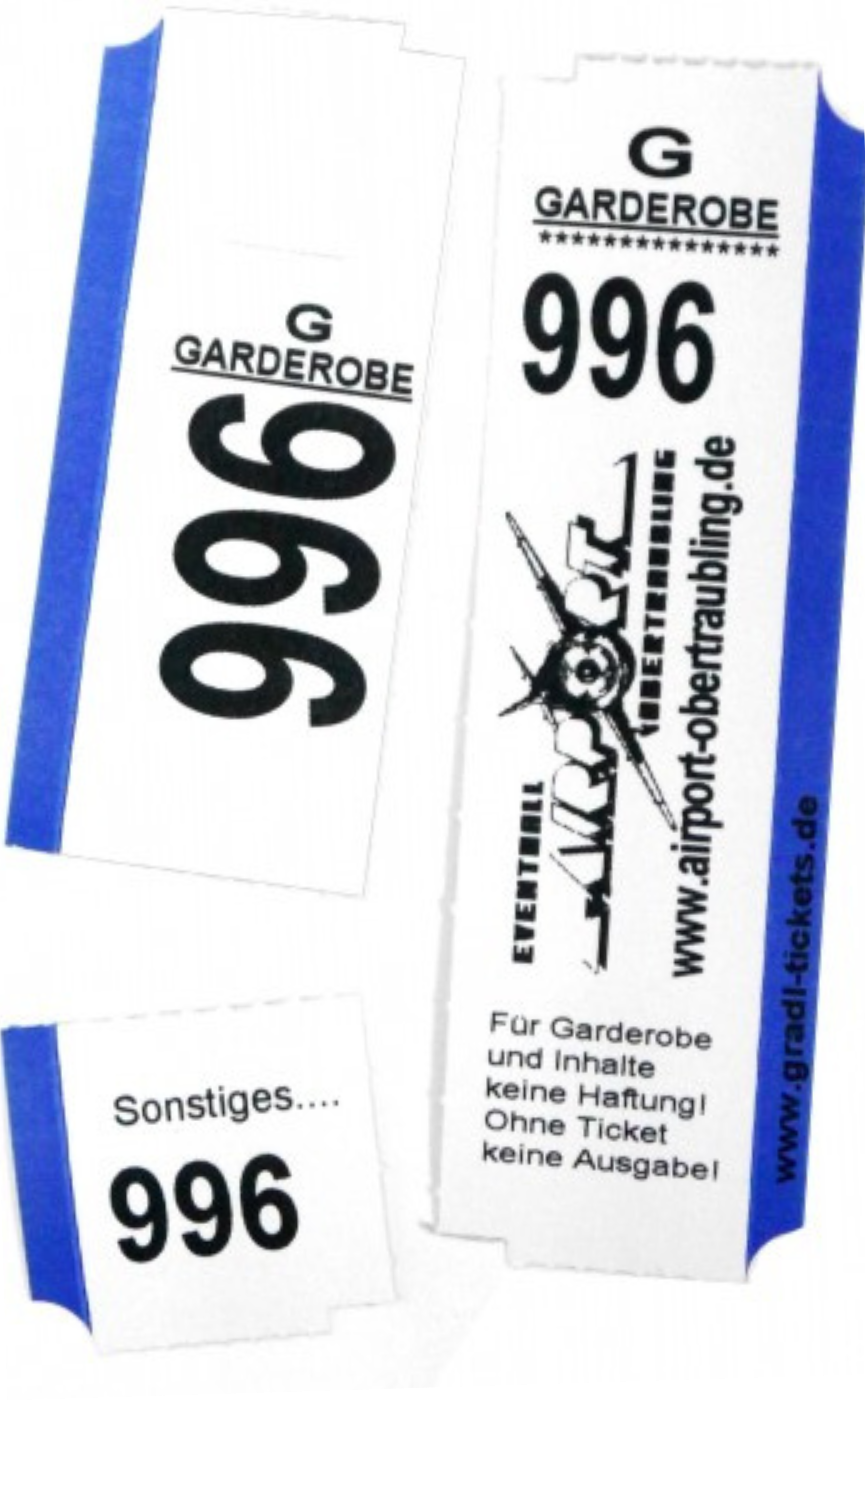 G
GARDEROBE
996
G
GARDEROBE
***************
996
EVENTHALL
AIRPORT
OBERTRAUBLING
www.airport-obertraubling.de
Für Garderobe
und Inhalte
keine Haftung!
Ohne Ticket
keine Ausgabe!
www.gradl-tickets.de
Sonstiges....
996